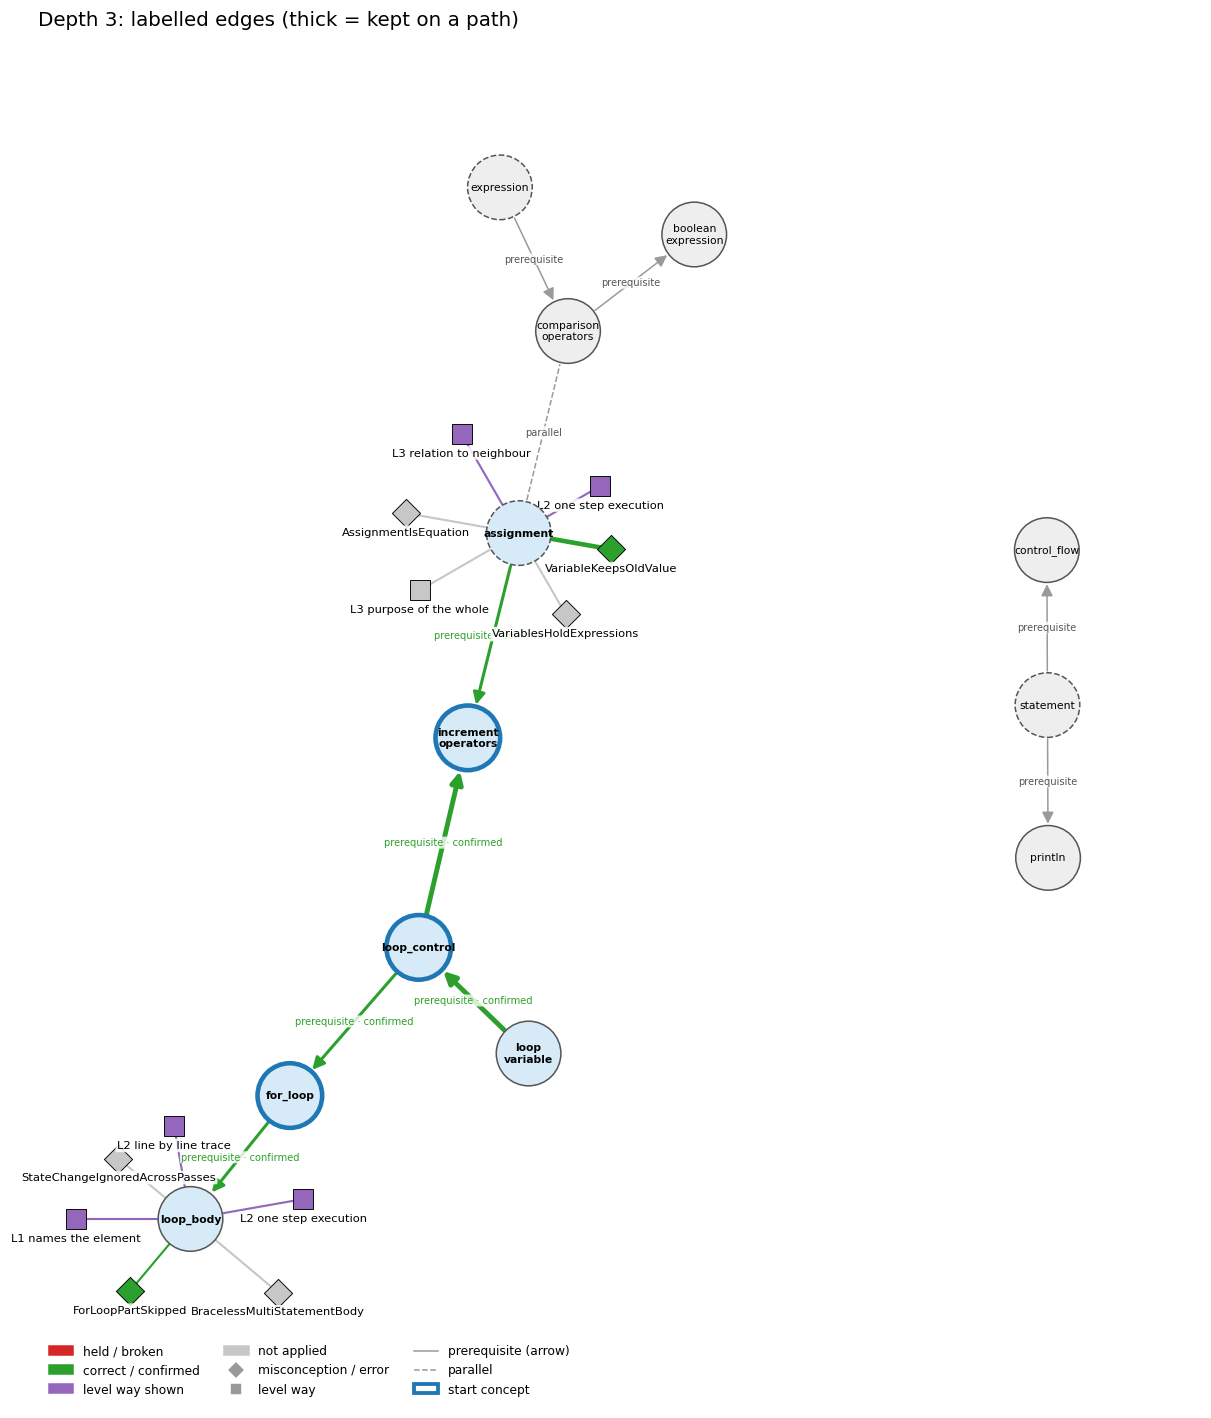 Depth 3: labelled edges (thick = kept on a path)
expression
boolean
expression
prerequisite
prerequisite
comparison
operators
parallel
L3 relation to neighbour
L2 one step execution
AssignmentIsEquation
assignment
VariableKeepsOldValue
L3 purpose of the whole
VariablesHoldExpressions
prerequisite
control_flow
prerequisite
statement
prerequisite
println
increment
operators
prerequisite · confirmed
loop_control
prerequisite · confirmed
prerequisite · confirmed
loop
variable
for_loop
L2 line by line trace
prerequisite · confirmed
StateChangeIgnoredAcrossPasses
loop_body
L2 one step execution
L1 names the element
ForLoopPartSkipped
BracelessMultiStatementBody
held / broken
correct / confirmed
level way shown
not applied
misconception / error
level way
prerequisite (arrow)
parallel
start concept